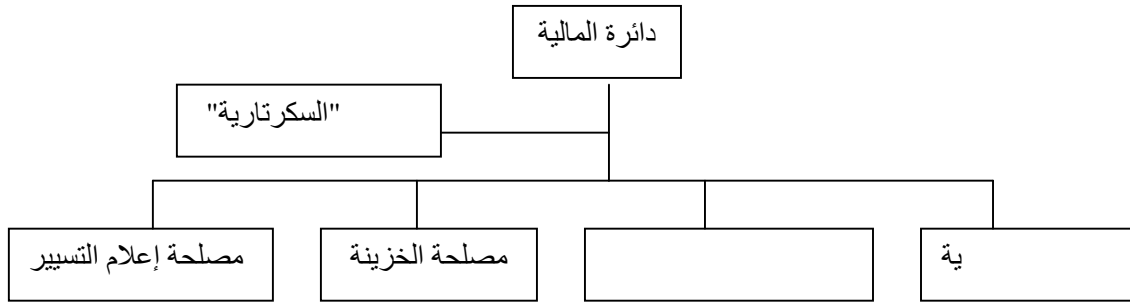 دائرة المالية
"السكرتارية"
ية
مصلحة الخزينة
مصلحة إعلام التسيير